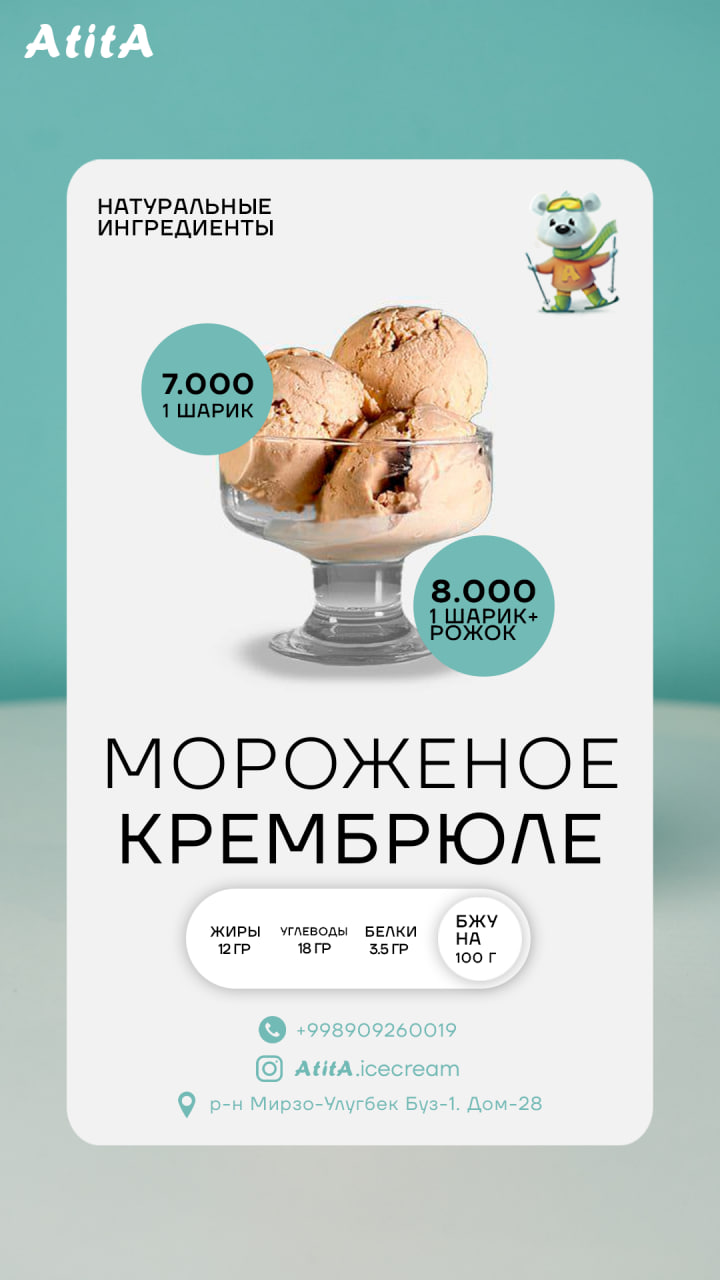 AtitA
НАТУРАЛЬНЫЕ
ИНГРЕДИЕНТЫ
A
7.000
1 ШАРИК
8.000
1 ШАРИК+
РОЖОК
МОРОЖЕНОЕ
КРЕМБРЮЛЕ
ЖИРЫ
12 ГР
УГЛЕВОДЫ
18 ГР
БЕЛКИ
3.5 ГР
БЖУ
НА
100 Г
+998909260019
AtitA.icecream
р-н Мирзо-Улугбек Буз-1. Дом-28